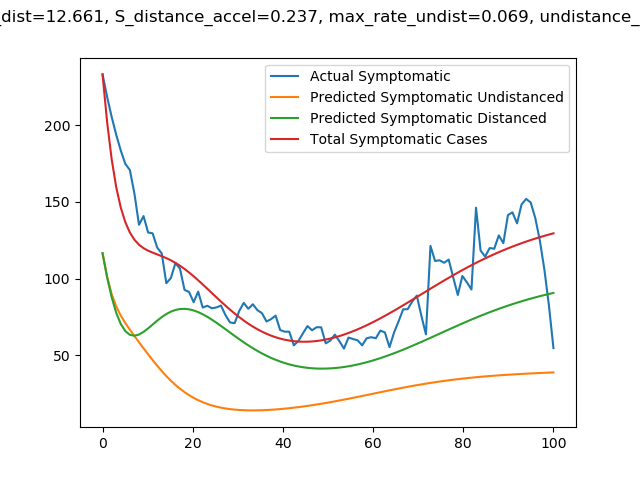 _dist=12.661, S_distance_accel=0.237, max_rate_undist=0.069, undistance_
Actual Symptomatic
Predicted Symptomatic Undistanced
Predicted Symptomatic Distanced
Total Symptomatic Cases
200
150
100
50
0 20 40 60 80 100